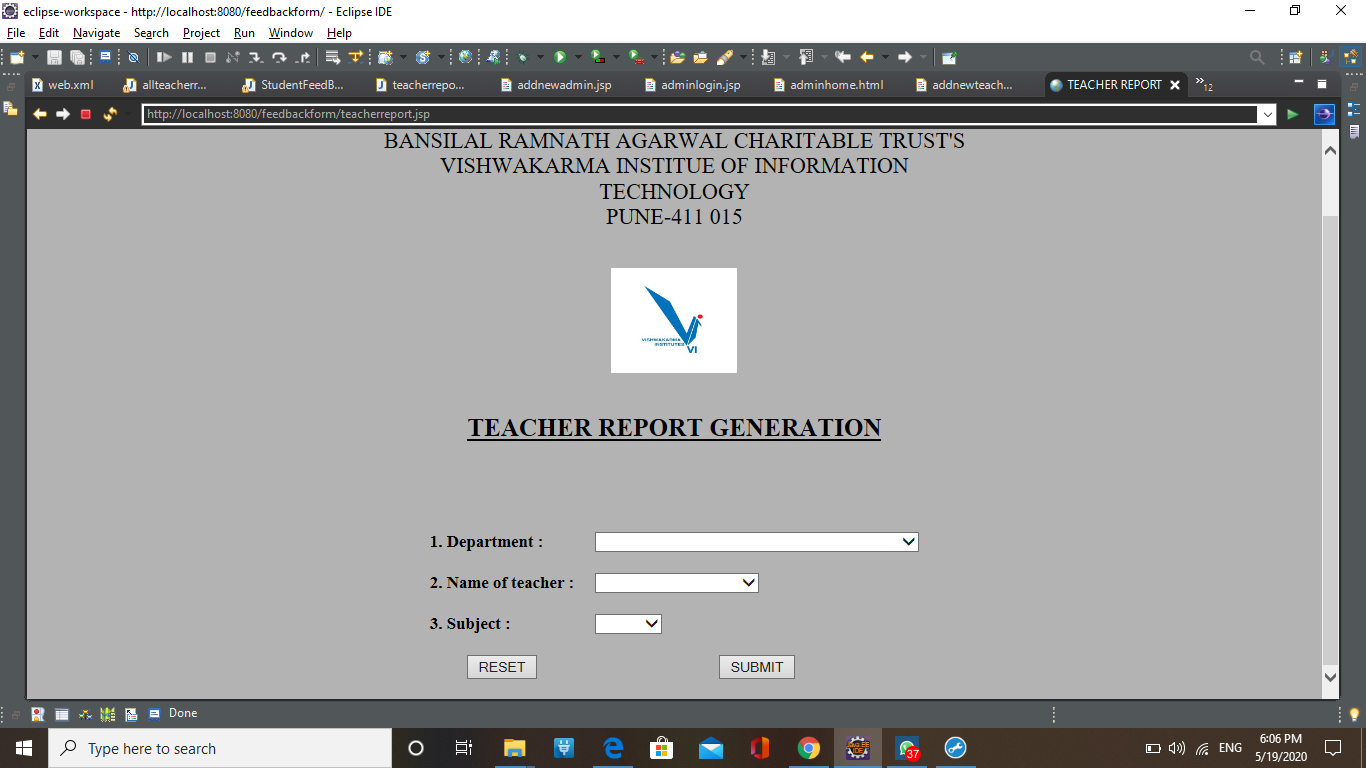 eclipse-workspace - http://localhost:8080/feedbackform/ - Eclipse IDE
File Edit Navigate Search Project Run Window Help
web.xml allteacherr... StudentFeedB... teacherrepo... addnewadmin.jsp adminlogin.jsp adminhome.html addnewteach... TEACHER REPORT »12
http://localhost:8080/feedbackform/teacherreport.jsp
BANSILAL RAMNATH AGARWAL CHARITABLE TRUST'S
VISHWAKARMA INSTITUE OF INFORMATION
TECHNOLOGY
PUNE-411 015
VISHWAKARMA
INSTITUTES
VI
TEACHER REPORT GENERATION
1. Department :
2. Name of teacher :
3. Subject :
RESET SUBMIT
Done
Type here to search
37
ENG
6:06 PM
5/19/2020